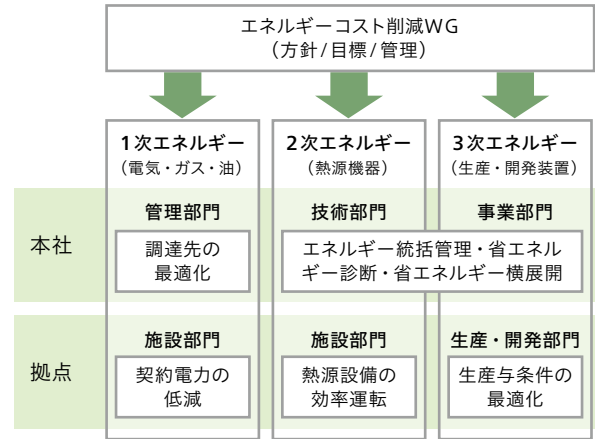 エネルギーコスト削減WG
（方針/目標/管理）
1次エネルギー
（電気・ガス・油）
2次エネルギー
（熱源機器）
3次エネルギー
（生産・開発装置）
本社
管理部門
調達先の
最適化
技術部門
事業部門
エネルギー統括管理・省エネル
ギー診断・省エネルギー横展開
拠点
施設部門
契約電力の
低減
施設部門
熱源設備の
効率運転
生産・開発部門
生産与条件の
最適化